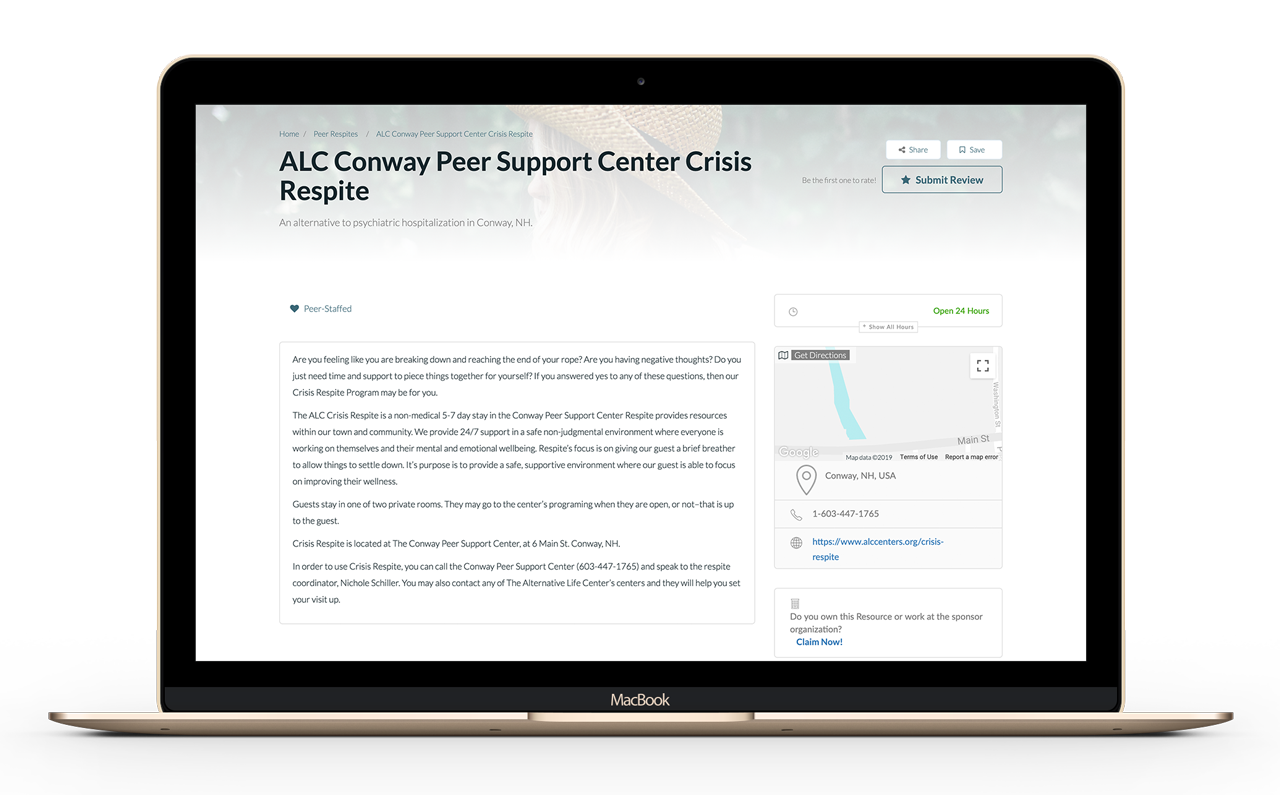 Home / Peer Respites / ALC Conway Peer Support Center Crisis Respite
ALC Conway Peer Support Center Crisis
Respite
An alternative to psychiatric hospitalization in Conway, NH.
Share
Save
Be the first one to rate!
Submit Review
Peer-Staffed
Are you feeling like you are breaking down and reaching the end of your rope? Are you having negative thoughts? Do you
just need time and support to piece things together for yourself? If you answered yes to any of these questions, then our
Crisis Respite Program may be for you.
The ALC Crisis Respite is a non-medical 5-7 day stay in the Conway Peer Support Center Respite provides resources
within our town and community. We provide 24/7 support in a safe non-judgmental environment where everyone is
working on themselves and their mental and emotional wellbeing. Respite's focus is on giving our guest a brief breather
to allow things to settle down. It's purpose is to provide a safe, supportive environment where our guest is able to focus
on improving their wellness.
Guests stay in one of two private rooms. They may go to the center's programing when they are open, or not–that is up
to the guest.
Crisis Respite is located at The Conway Peer Support Center, at 6 Main St. Conway, NH.
In order to use Crisis Respite, you can call the Conway Peer Support Center (603-447-1765) and speak to the respite
coordinator, Nichole Schiller. You may also contact any of The Alternative Life Center's centers and they will help you set
your visit up.
Open 24 Hours
* Show All Hours
Get Directions
Washington St
Main St
Google
Map data ©2019 Terms of Use Report a map error
Conway, NH, USA
1-603-447-1765
https://www.alccenters.org/crisis-
respite
Do you own this Resource or work at the sponsor
organization?
Claim Now!
MacBook